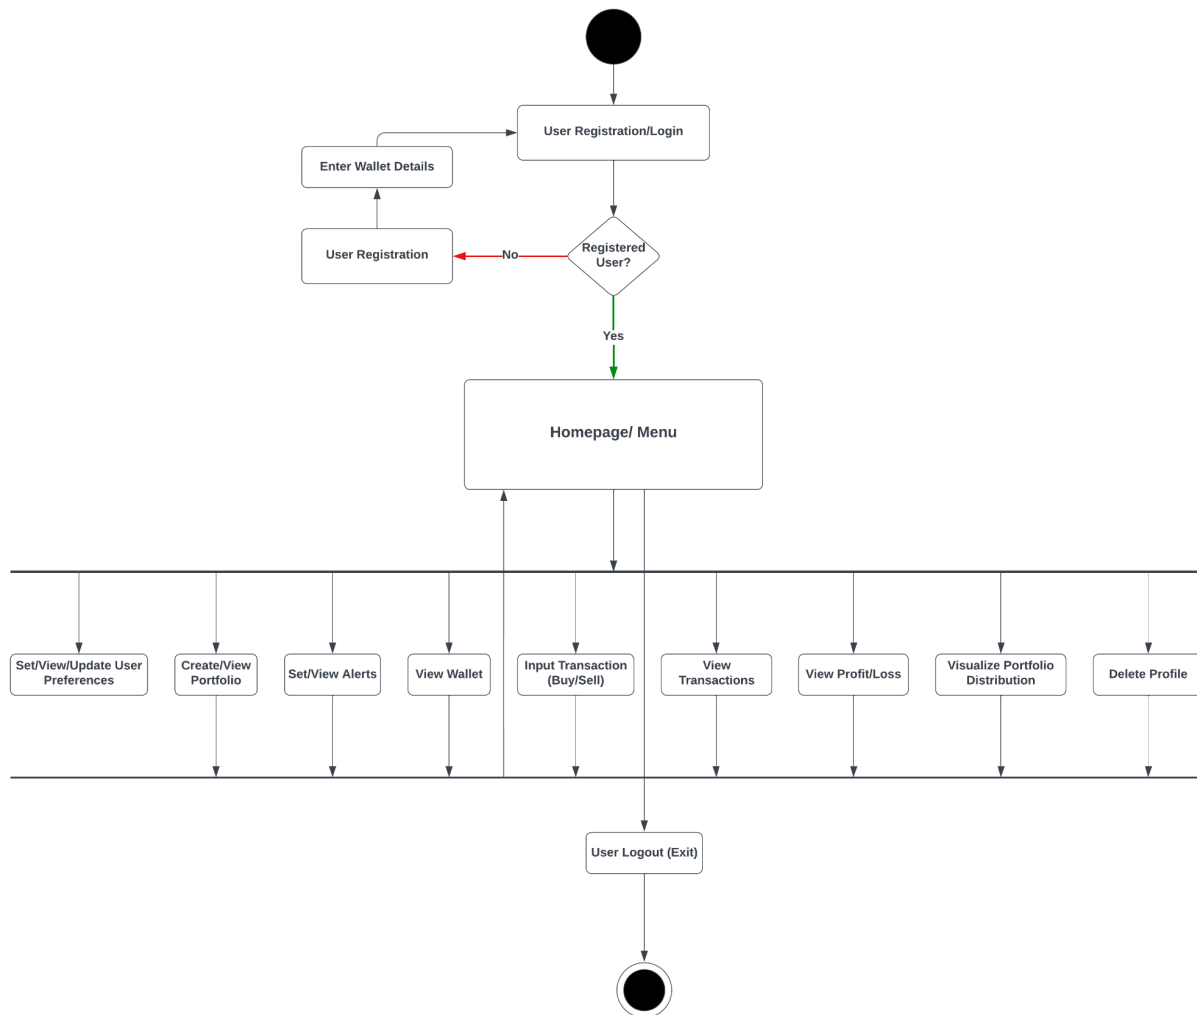 User Registration/Login
Enter Wallet Details
User Registration
No
Registered
User?
Yes
Homepage/ Menu
Set/View/Update User
Preferences
Create/View
Portfolio
Set/View Alerts
View Wallet
Input Transaction
(Buy/Sell)
View
Transactions
View Profit/Loss
Visualize Portfolio
Distribution
Delete Profile
User Logout (Exit)